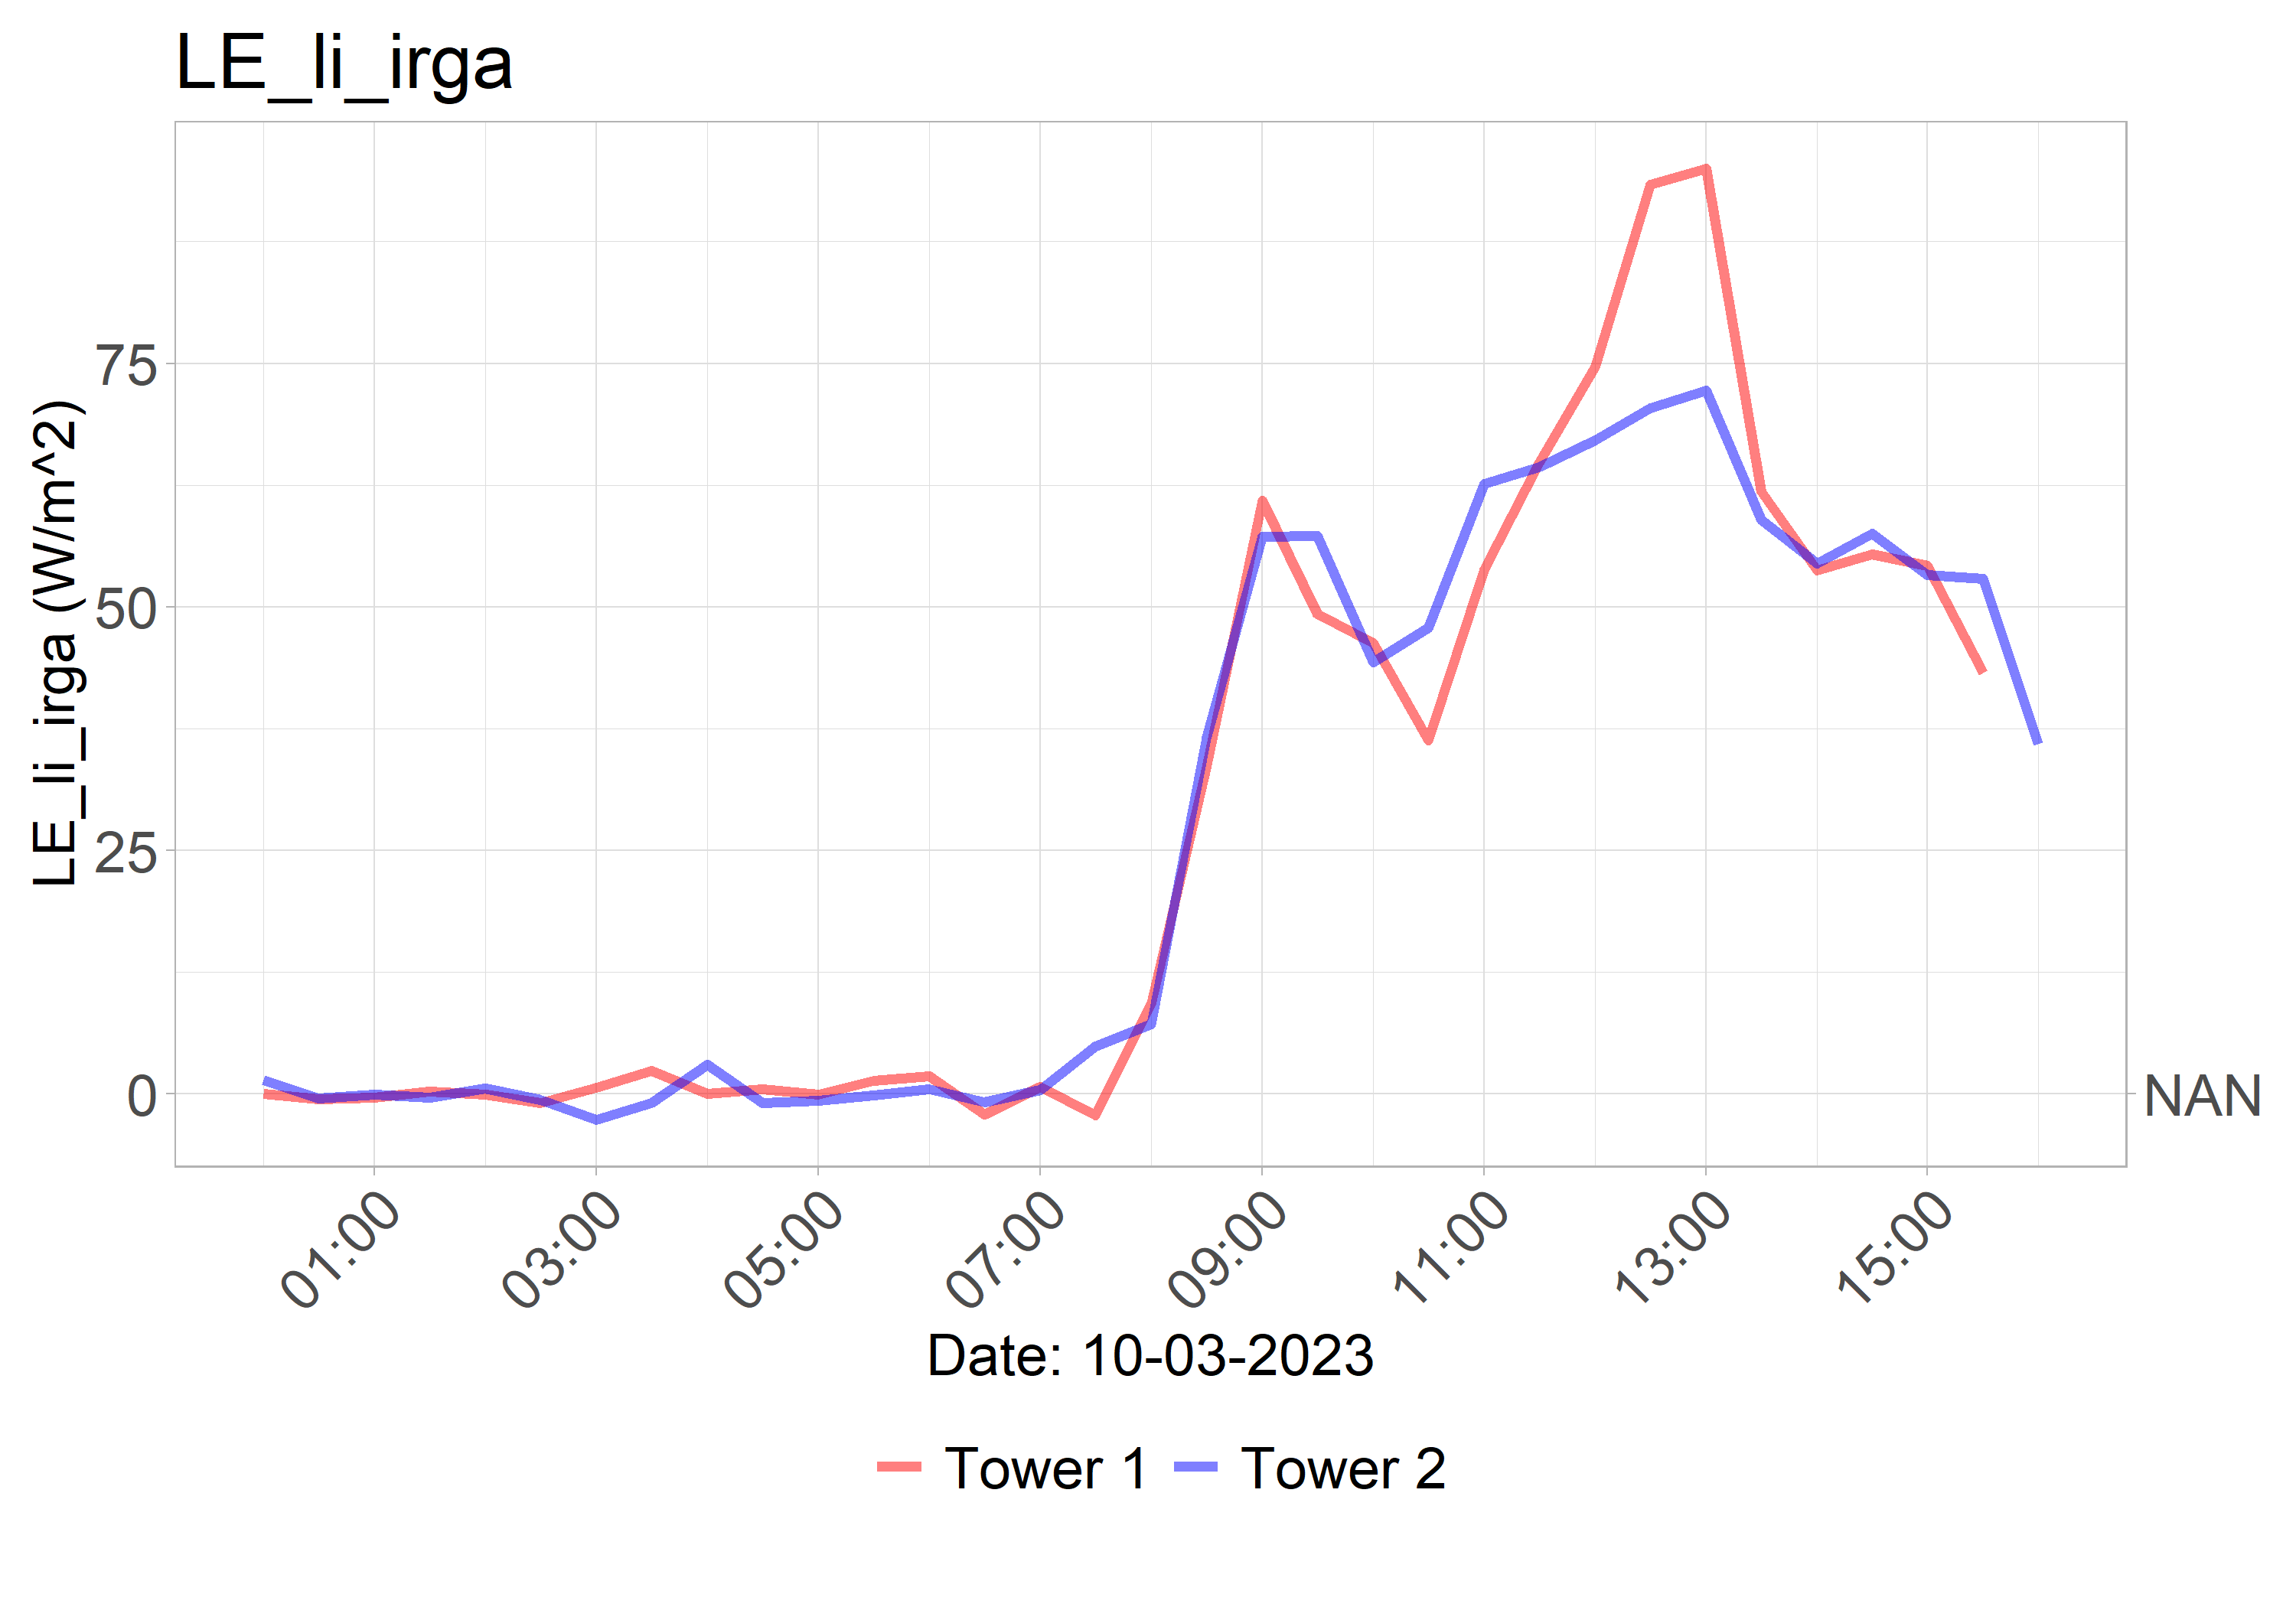 LE_li_irga
LE_li_irga (W/m^2)
75
50
25
0
NAN
01:00
03:00
05:00
07:00
09:00
11:00
13:00
15:00
Date: 10-03-2023
Tower 1
Tower 2